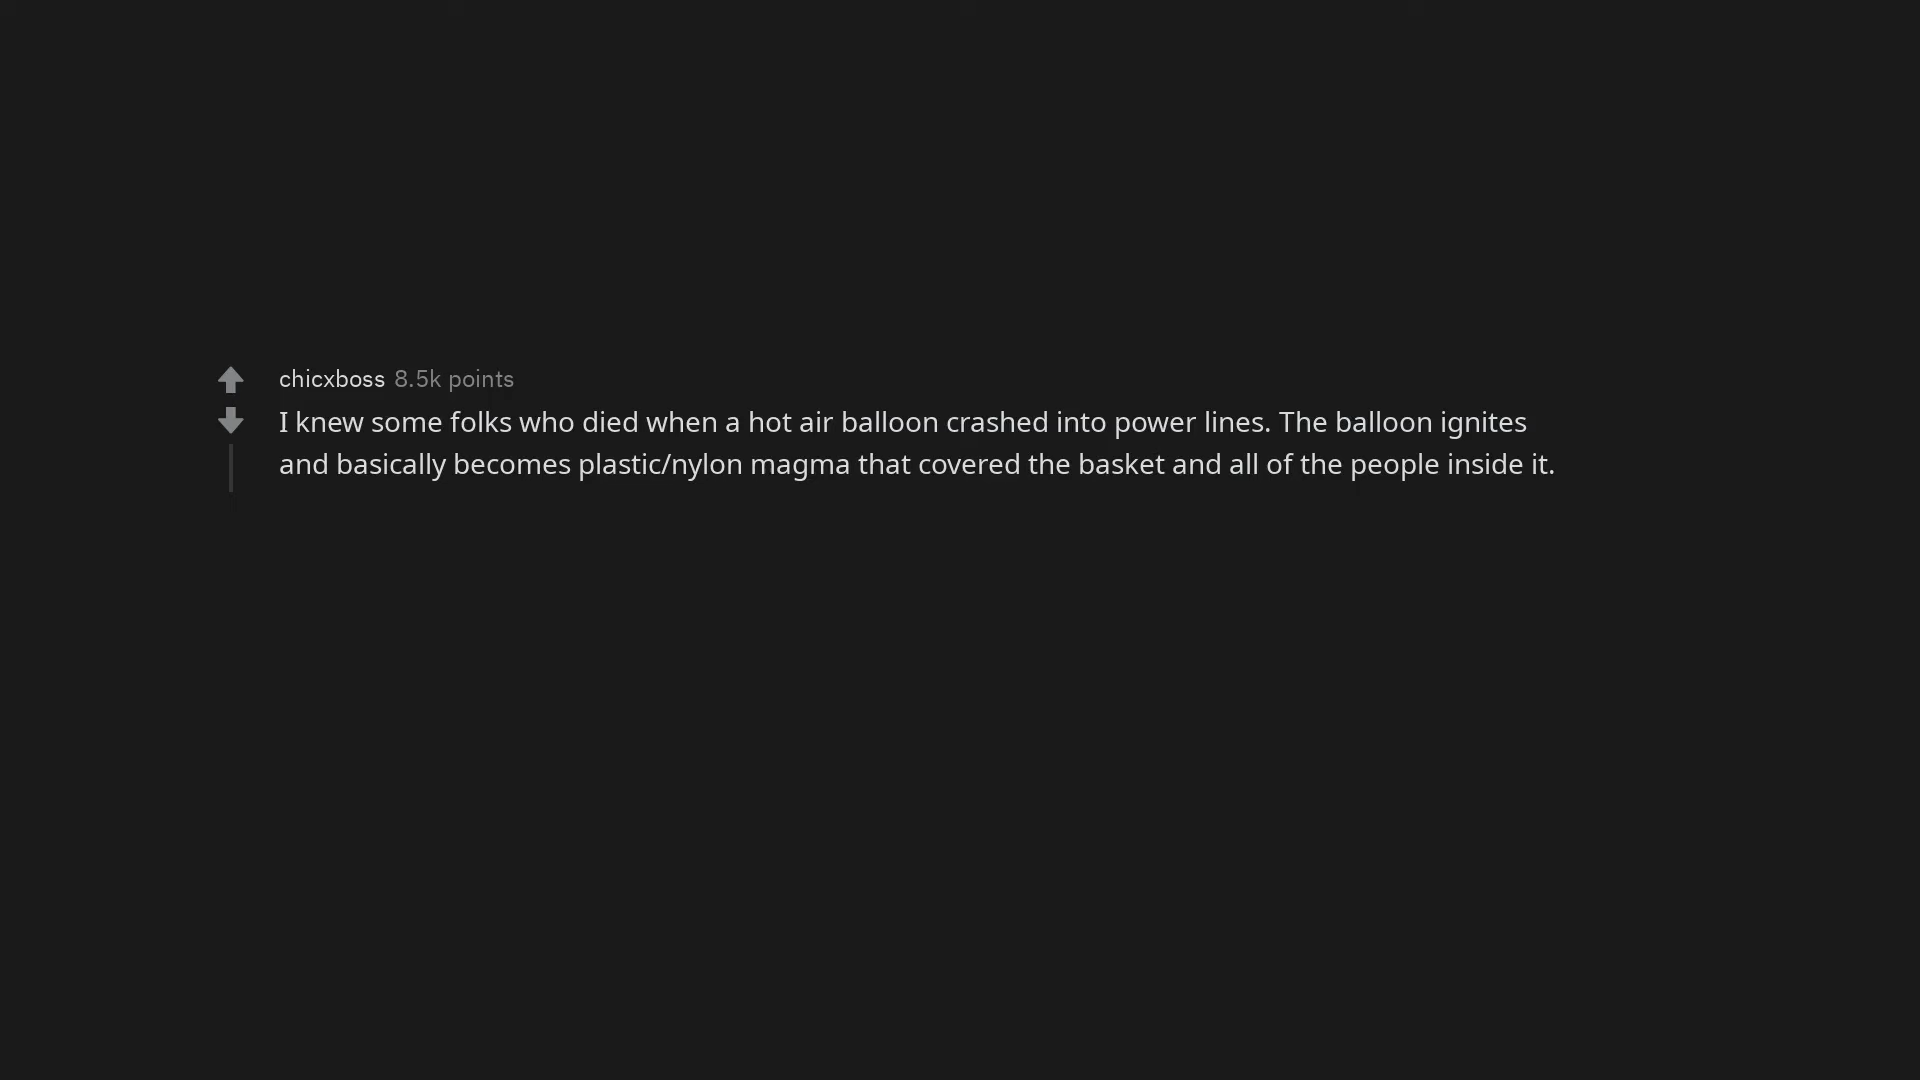 chicxboss 8.5k points
I knew some folks who died when a hot air balloon crashed into power lines. The balloon ignites
and basically becomes plastic/nylon magma that covered the basket and all of the people inside it.